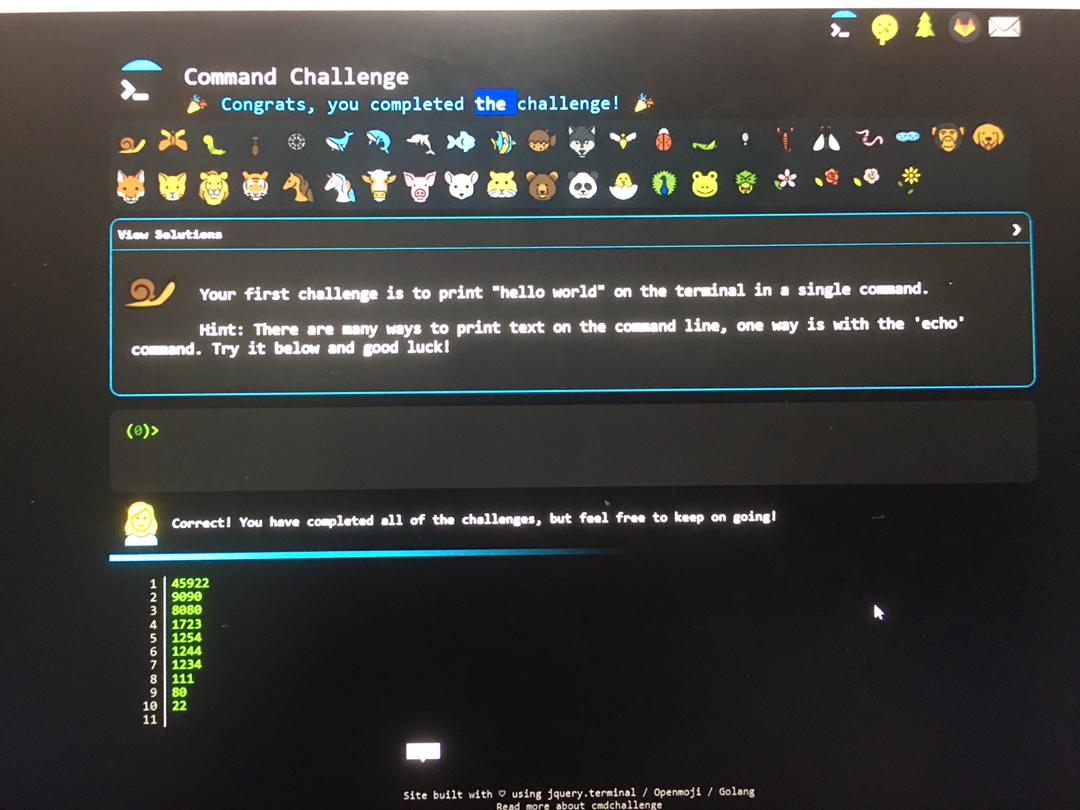 Command Challenge
Congrats, you completed the challenge!
View Solutions
Your first challenge is to print "hello world" on the terminal in a single command.
Hint: There are many ways to print text on the command line, one way is with the 'echo'
command. Try it below and good luck!
(0)>
Correct! You have completed all of the challenges, but feel free to keep on going!
1 45922
2 9090
3 8080
4 1723
5 1254
6 1244
7 1234
8 111
9 80
10 22
11
Site built with ♡ using jquery.terminal / Openmoji / Golang
Read more about cmdchallenge